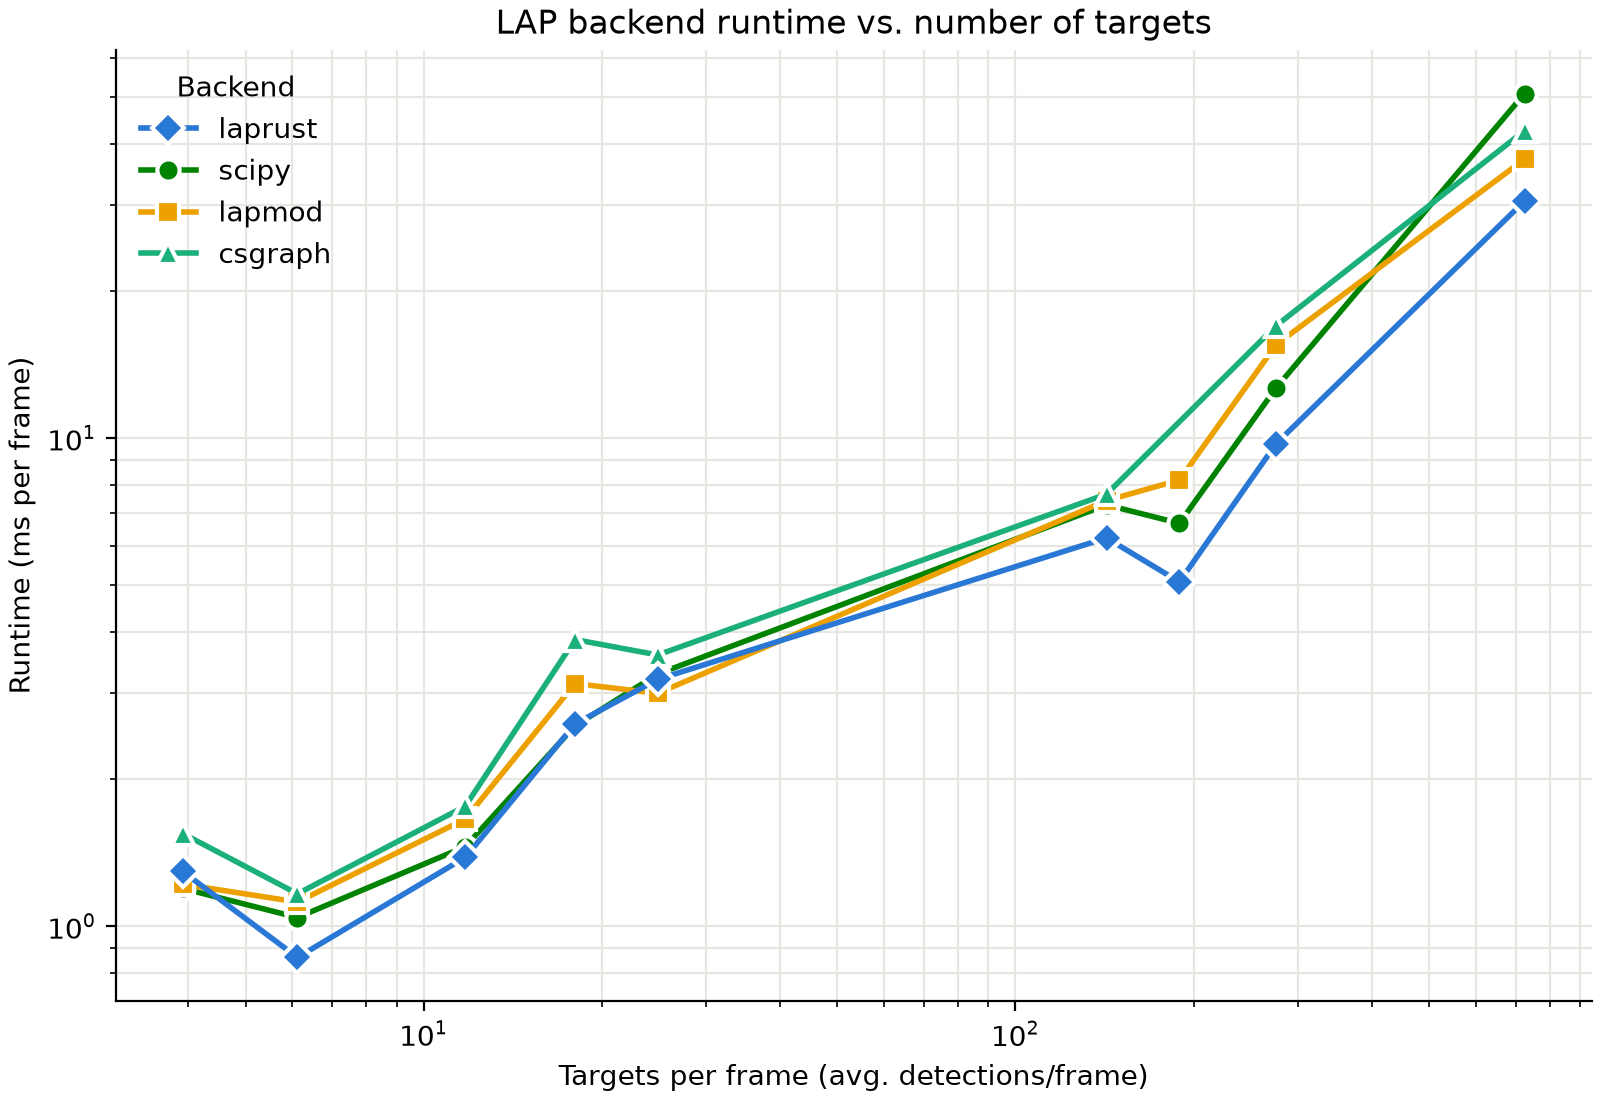 LAP backend runtime vs. number of targets
Backend
laprust
scipy
lapmod
csgraph
Runtime (ms per frame)
10¹
10⁰
10¹
10²
Targets per frame (avg. detections/frame)